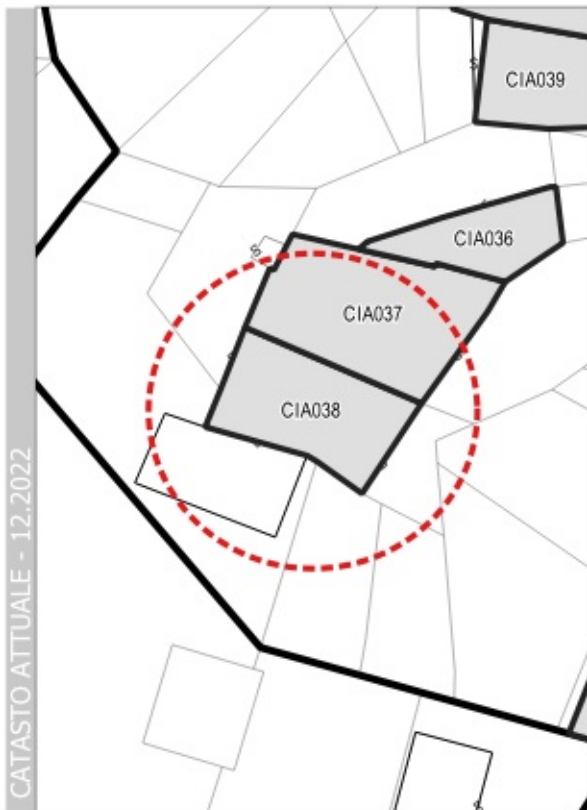 CIA039
S
CIA036
S
CIA037
CIA038
CATASTO ATTUALE - 12.2022
S